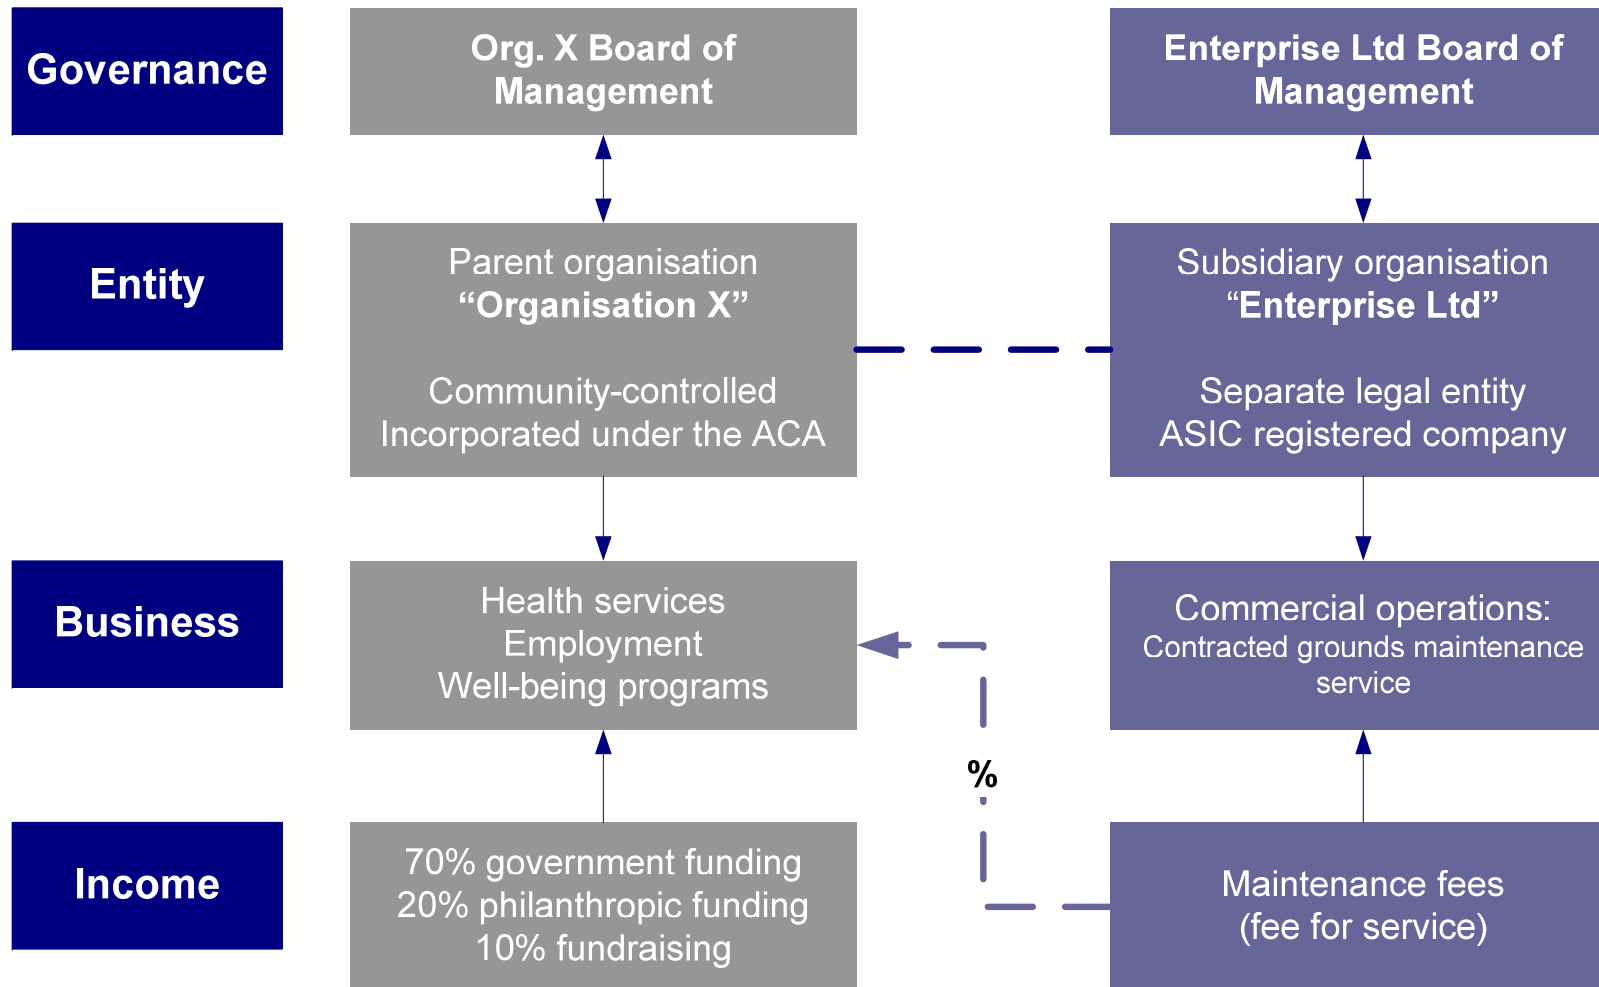 Governance
Org. X Board of
Management
Enterprise Ltd Board of
Management
Entity
Parent organisation
“Organisation X”
Community-controlled
Incorporated under the ACA
Subsidiary organisation
“Enterprise Ltd”
Separate legal entity
ASIC registered company
Business
Health services
Employment
Well-being programs
Commercial operations:
Contracted grounds maintenance
service
%
Income
70% government funding
20% philanthropic funding
10% fundraising
Maintenance fees
(fee for service)